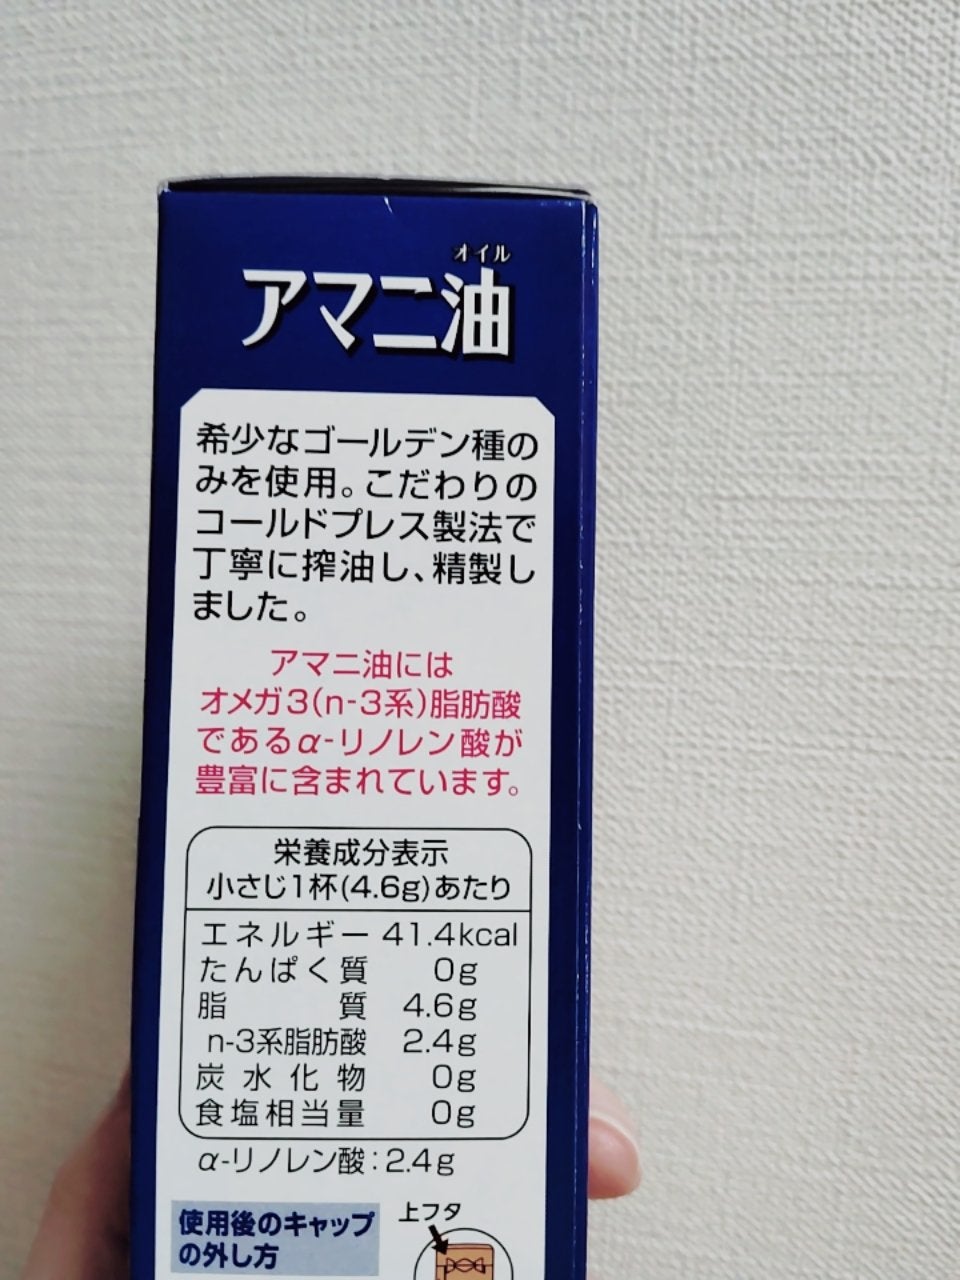 オイル
アマニ油
希少なゴールデン種の
みを使用。こだわりの
コールドプレス製法で
丁寧に搾油し、精製し
ました。
アマニ油には
オメガ3(n-3系)脂肪酸
であるα-リノレン酸が
豊富に含まれています。
栄養成分表示
小さじ1杯(4.6g)あたり
エネルギー 41.4kcal
たんぱく質 0g
脂質 4.6g
n-3系脂肪酸 2.4g
炭水化物 0g
食塩相当量 0g
α-リノレン酸:2.4g
使用後のキャップ
の外し方
上フタ